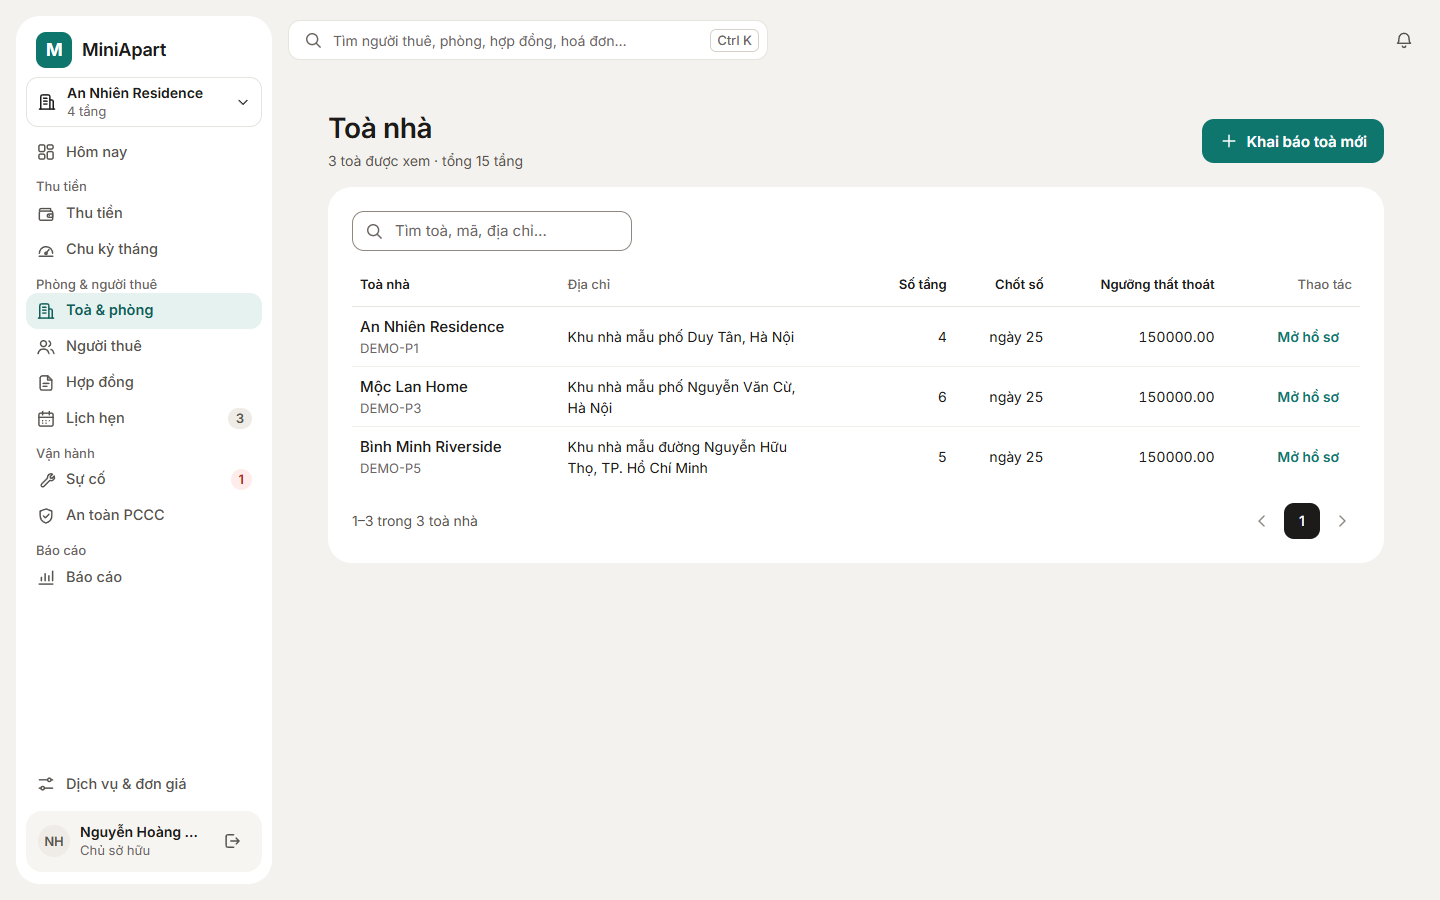 M MiniApart
An Nhiên Residence
4 tầng
Hôm nay
Thu tiền
Thu tiền
Chu kỳ tháng
Phòng & người thuê
Toà & phòng
Người thuê
Hợp đồng
Lịch hẹn 3
Vận hành
Sự cố 1
An toàn PCCC
Báo cáo
Báo cáo
Dịch vụ & đơn giá
NH
Nguyễn Hoàng ...
Chủ sở hữu
Tìm người thuê, phòng, hợp đồng, hoá đơn... Ctrl K
Toà nhà
3 toà được xem · tổng 15 tầng
Khai báo toà mới
Tìm toà, mã, địa chỉ...
Toà nhà Địa chỉ Số tầng Chốt số Ngưỡng thất thoát Thao tác
An Nhiên Residence
DEMO-P1
Khu nhà mẫu phố Duy Tân, Hà Nội
4 ngày 25 150000.00 Mở hồ sơ
Mộc Lan Home
DEMO-P3
Khu nhà mẫu phố Nguyễn Văn Cừ,
Hà Nội
6 ngày 25 150000.00 Mở hồ sơ
Bình Minh Riverside
DEMO-P5
Khu nhà mẫu đường Nguyễn Hữu
Thọ, TP. Hồ Chí Minh
5 ngày 25 150000.00 Mở hồ sơ
1–3 trong 3 toà nhà
1